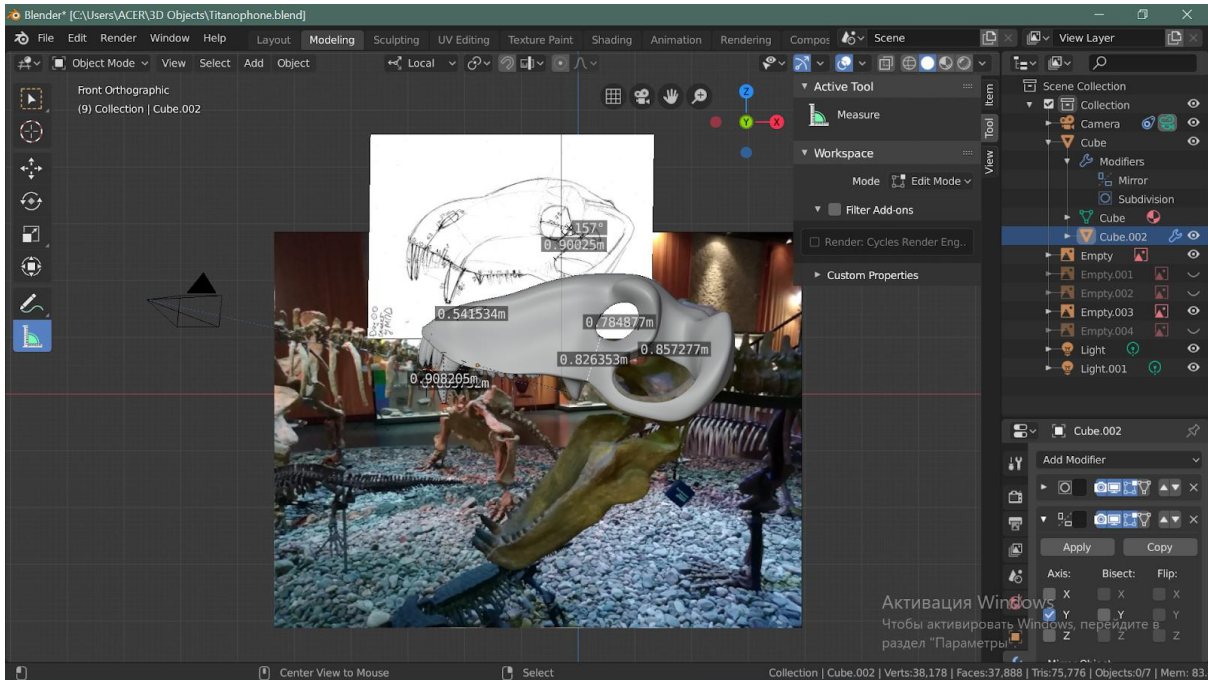 Blender* [C:\Users\ACER\3D Objects\Titanophone.blend]
File Edit Render Window Help Layout Modeling Sculpting UV Editing Texture Paint Shading Animation Rendering Compos Scene View Layer
Object Mode View Select Add Object Local
Front Orthographic
(9) Collection | Cube.002
Z
Y
X
157°
0.90025m
0.541534m
0.784877m
0.857277m
0.826353m
0.908205m
Active Tool
Measure
Workspace
Mode Edit Mode
Filter Add-ons
Render: Cycles Render Eng..
Custom Properties
Item
Tool
View
Scene Collection
Collection
Camera
Cube
Modifiers
Mirror
Subdivision
Cube
Cube.002
Empty
Empty.001
Empty.002
Empty.003
Empty.004
Light
Light.001
Cube.002
Add Modifier
Apply Copy
Axis: Bisect: Flip:
X X X
Y Y Y
Z Z Z
Активация Windows
Чтобы активировать Windows, перейдите в
раздел "Параметры
Center View to Mouse
Select
Collection | Cube.002 | Verts:38,178 | Faces:37,888 | Tris:75,776 | Objects:0/7 | Mem: 83.